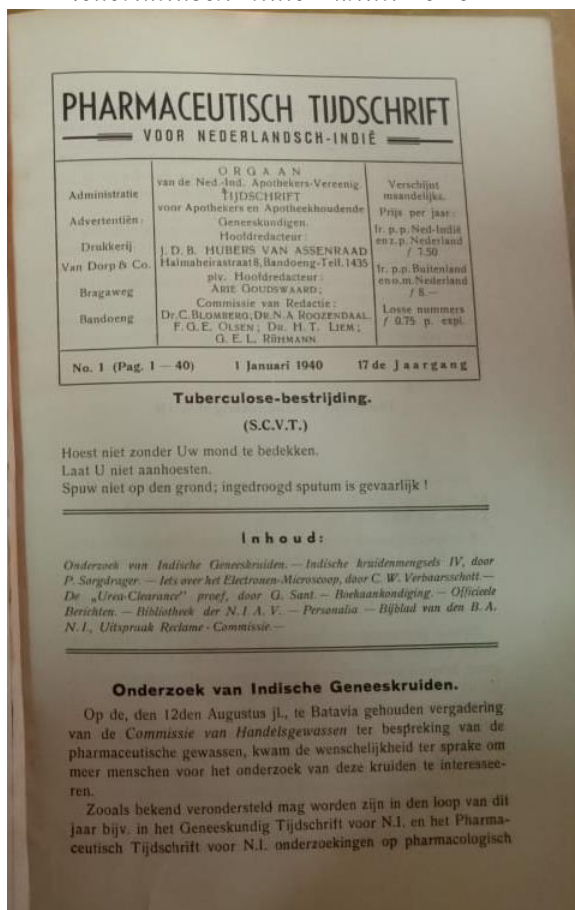 PHARMACEUTISCH TIJDSCHRIFT
VOOR NEDERLANDSCH-INDIË
Administratie
Advertentiën:
Drukkerij
Van Dorp & Co.
Bragaweg
Bandoeng
ORGAAN
van de Ned.-Ind. Apothekers-Vereenig.
TIJDSCHRIFT
voor Apothekers en Apotheekhoudende
Geneeskundigen.
Hoofdredacteur:
J. D. B. HUBERS VAN ASSENRAAD
Halmaheirastraat 8, Bandoeng-Telf. 1435
plv. Hoofdredacteur:
ARIE GOUDSWAARD;
Commissie van Redactie:
DR. C. BLOMBERG; DR. N. A ROOZENDAAL.
F. G. E. OLSEN; DR. H. T. LIEM;
G. E. L. RÜHMANN.
Verschijnt
maandelijks.
Prijs per jaar:
fr. p. p. Ned-Indië
en z. p. Nederland
f 7.50
fr. p.p. Buitenland
en o.m. Nederland
f 8.—
Losse nummers
f 0.75 p. expl.
No. 1 (Pag. 1 — 40) 1 Januari 1940 17de Jaargang
Tuberculose-bestrijding.
(S.C.V.T.)
Hoest niet zonder Uw mond te bedekken.
Laat U niet aanhoesten.
Spuw niet op den grond; ingedroogd sputum is gevaarlijk !
Inhoud:
Onderzoek van Indische Geneeskruiden. — Indische kruidenmengsels IV, door
P. Sorgdrager. — Iets over het Electronen-Microscoop, door C. W. Verbaarsschott. —
De „Urea-Clearance” proef, door G. Sant. — Boekaankondiging. — Officieele
Berichten. — Bibliotheek der N. I. A. V. — Personalia — Bijblad van den B. A.
N. I., Uitspraak Reclame - Commissie.—
Onderzoek van Indische Geneeskruiden.
Op de, den 12den Augustus jl., te Batavia gehouden vergadering
van de Commissie van Handelsgewassen ter bespreking van de
pharmaceutische gewassen, kwam de wenschelijkheid ter sprake om
meer menschen voor het onderzoek van deze kruiden te interessee-
ren.
Zooals bekend verondersteld mag worden zijn in den loop van dit
jaar bijv. in het Geneeskundig Tijdschrift voor N.I. en het Pharma-
ceutisch Tijdschrift voor N.I. onderzoekingen op pharmacologisch